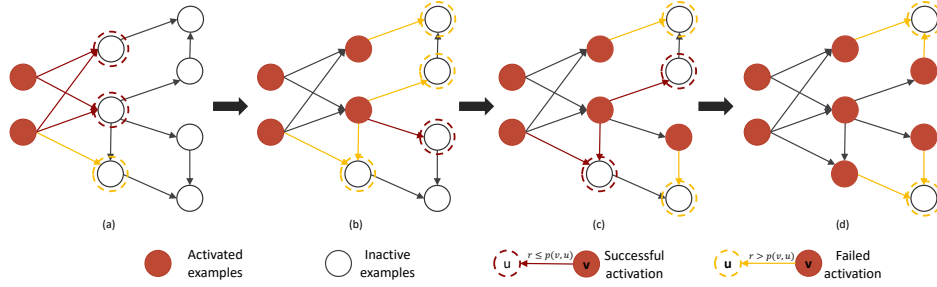 (a)
(b)
(c)
(d)
Activated
examples
Inactive
examples
u
r ≤ p(v,u)
v
Successful
activation
u
r > p(v,u)
v
Failed
activation